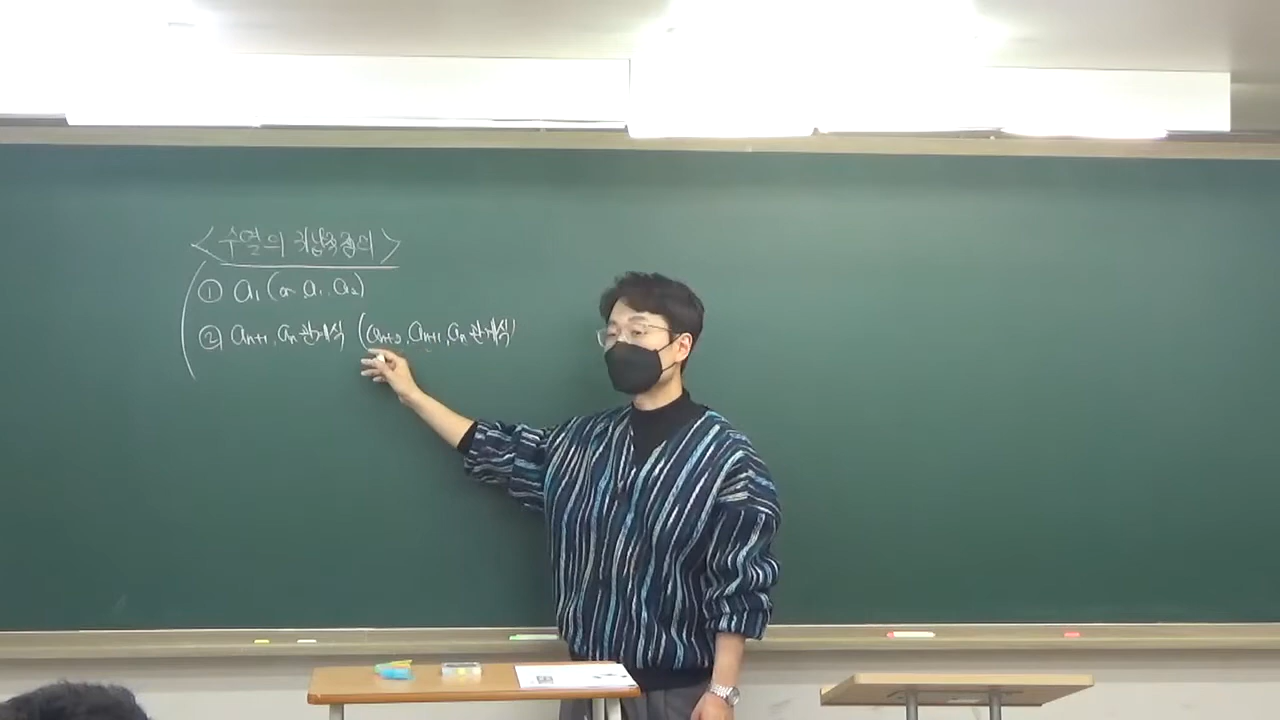 <수열의 귀납적 정의>
① a₁ (or a₁, a₂)
② aₙ₊₁, aₙ 관계식 (aₙ₊₂, aₙ₊₁, aₙ 관계식)